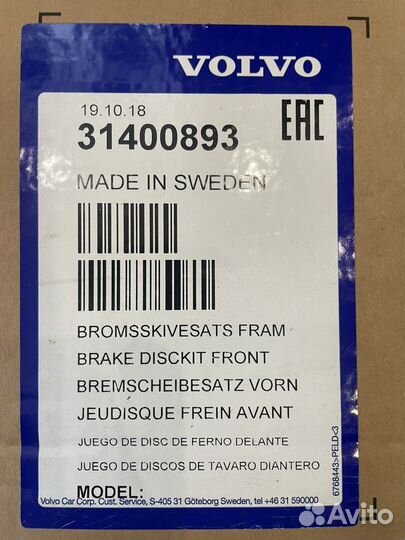 VOLVO
19.10.18
31400893
EAC
MADE IN SWEDEN
BROMSSKIVESATS FRAM
BRAKE DISCKIT FRONT
BREMSCHEIBESATZ VORN
JEUDISQUE FREIN AVANT
JUEGO DE DISC DE FERNO DELANTE
JUEGO DE DISCOS DE TAVARO DIANTERO
MODEL:
Volvo Car Corp. Cust. Service, S-405 31 Göteborg Sweden, tel +46 31 590000
6768443>PELD<3
Avito